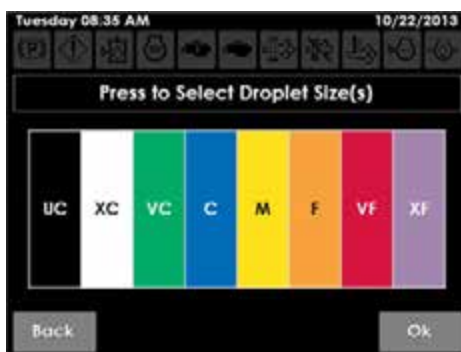 Tuesday 08.35 AM 10/22/2013
(P)
Press to Select Droplet Size(s)
UC XC VC C M F VF XF
Back Ok